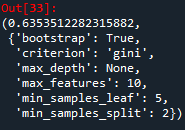 Out[33]:
(0.6353512282315882,
 {'bootstrap': True,
  'criterion': 'gini',
  'max_depth': None,
  'max_features': 10,
  'min_samples_leaf': 5,
  'min_samples_split': 2})